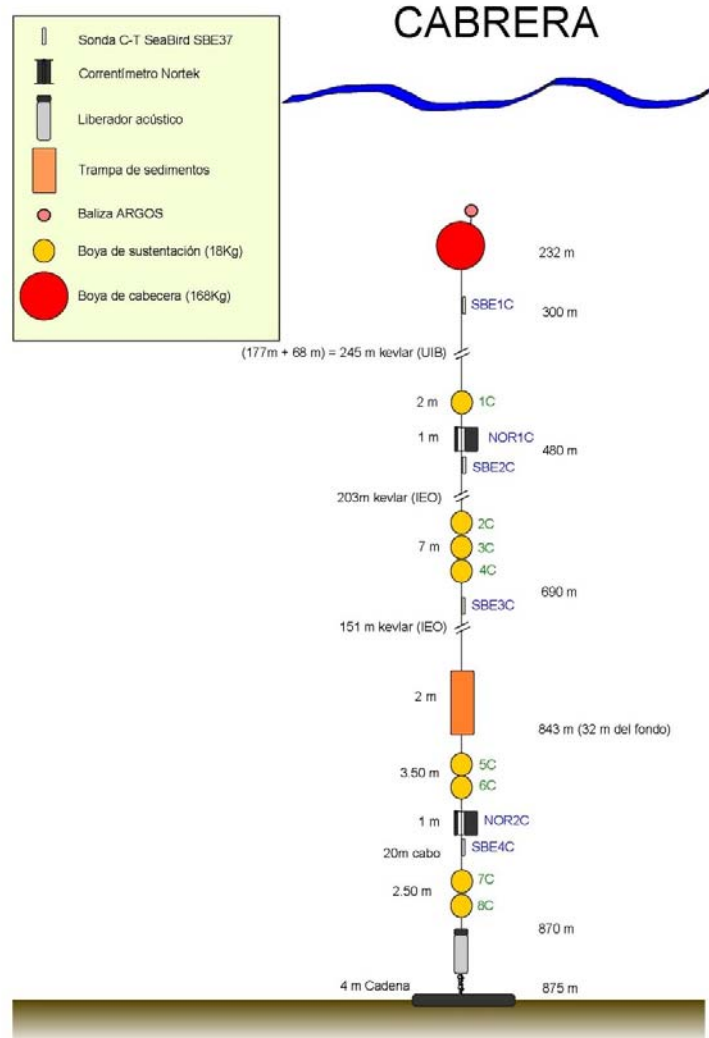 CABRERA
Sonda C-T SeaBird SBE37
Correntímetro Nortek
Liberador acústico
Trampa de sedimentos
Baliza ARGOS
Boya de sustentación (18Kg)
Boya de cabecera (168Kg)
232 m
SBE1C
300 m
(177m + 68 m) = 245 m kevlar (UIB)
2 m
1C
1 m
NOR1C
480 m
SBE2C
203m kevlar (IEO)
2C
7 m
3C
4C
690 m
SBE3C
151 m kevlar (IEO)
2 m
843 m (32 m del fondo)
5C
3.50 m
6C
1 m
NOR2C
20m cabo
SBE4C
7C
2.50 m
8C
870 m
4 m Cadena
875 m